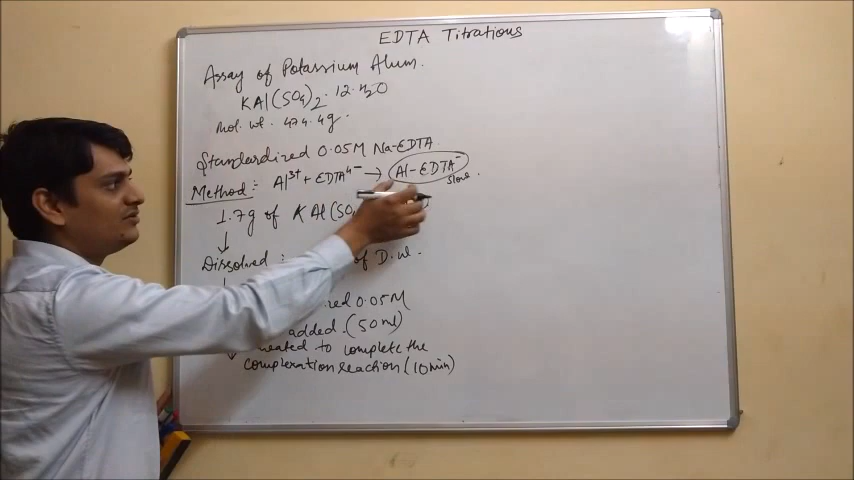 EDTA Titrations
Assay of Potassium Alum.
KAl(SO4)2.12.H2O
mol. wt. 474.4g.
Standardized 0.05M Na-EDTA
Method:- Al3+ + EDTA4- → Al-EDTA-
slow.
1.7g of KAl(SO
Dissolved : of D.W.
0.05M
added. (50ml)
heated to complete the
complexation reaction (10min)